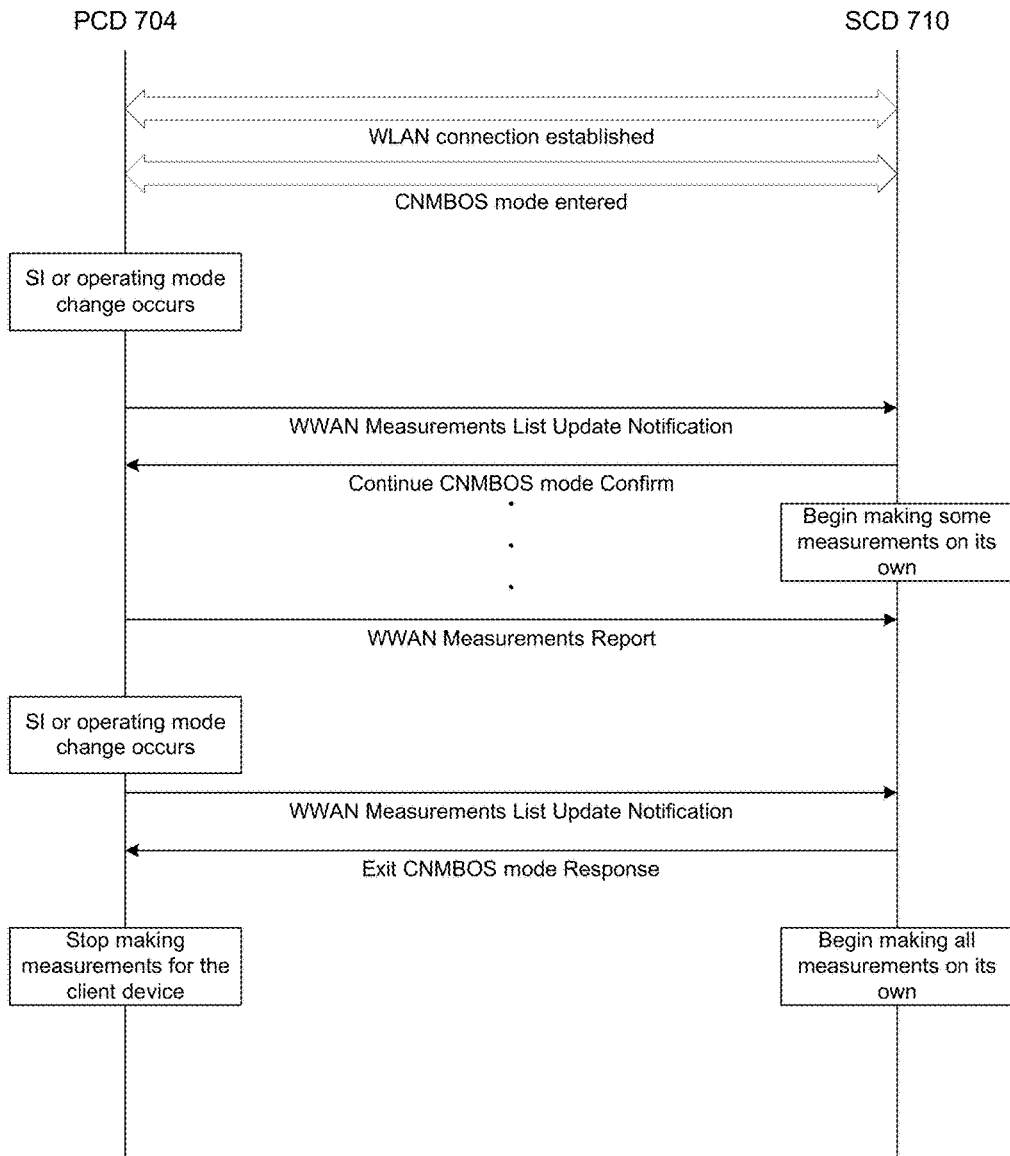 PCD 704
SCD 710
WLAN connection established
CNMBOS mode entered
SI or operating mode
change occurs
WWAN Measurements List Update Notification
Continue CNMBOS mode Confirm
Begin making some
measurements on its
own
WWAN Measurements Report
SI or operating mode
change occurs
WWAN Measurements List Update Notification
Exit CNMBOS mode Response
Stop making
measurements for the
client device
Begin making all
measurements on its
own